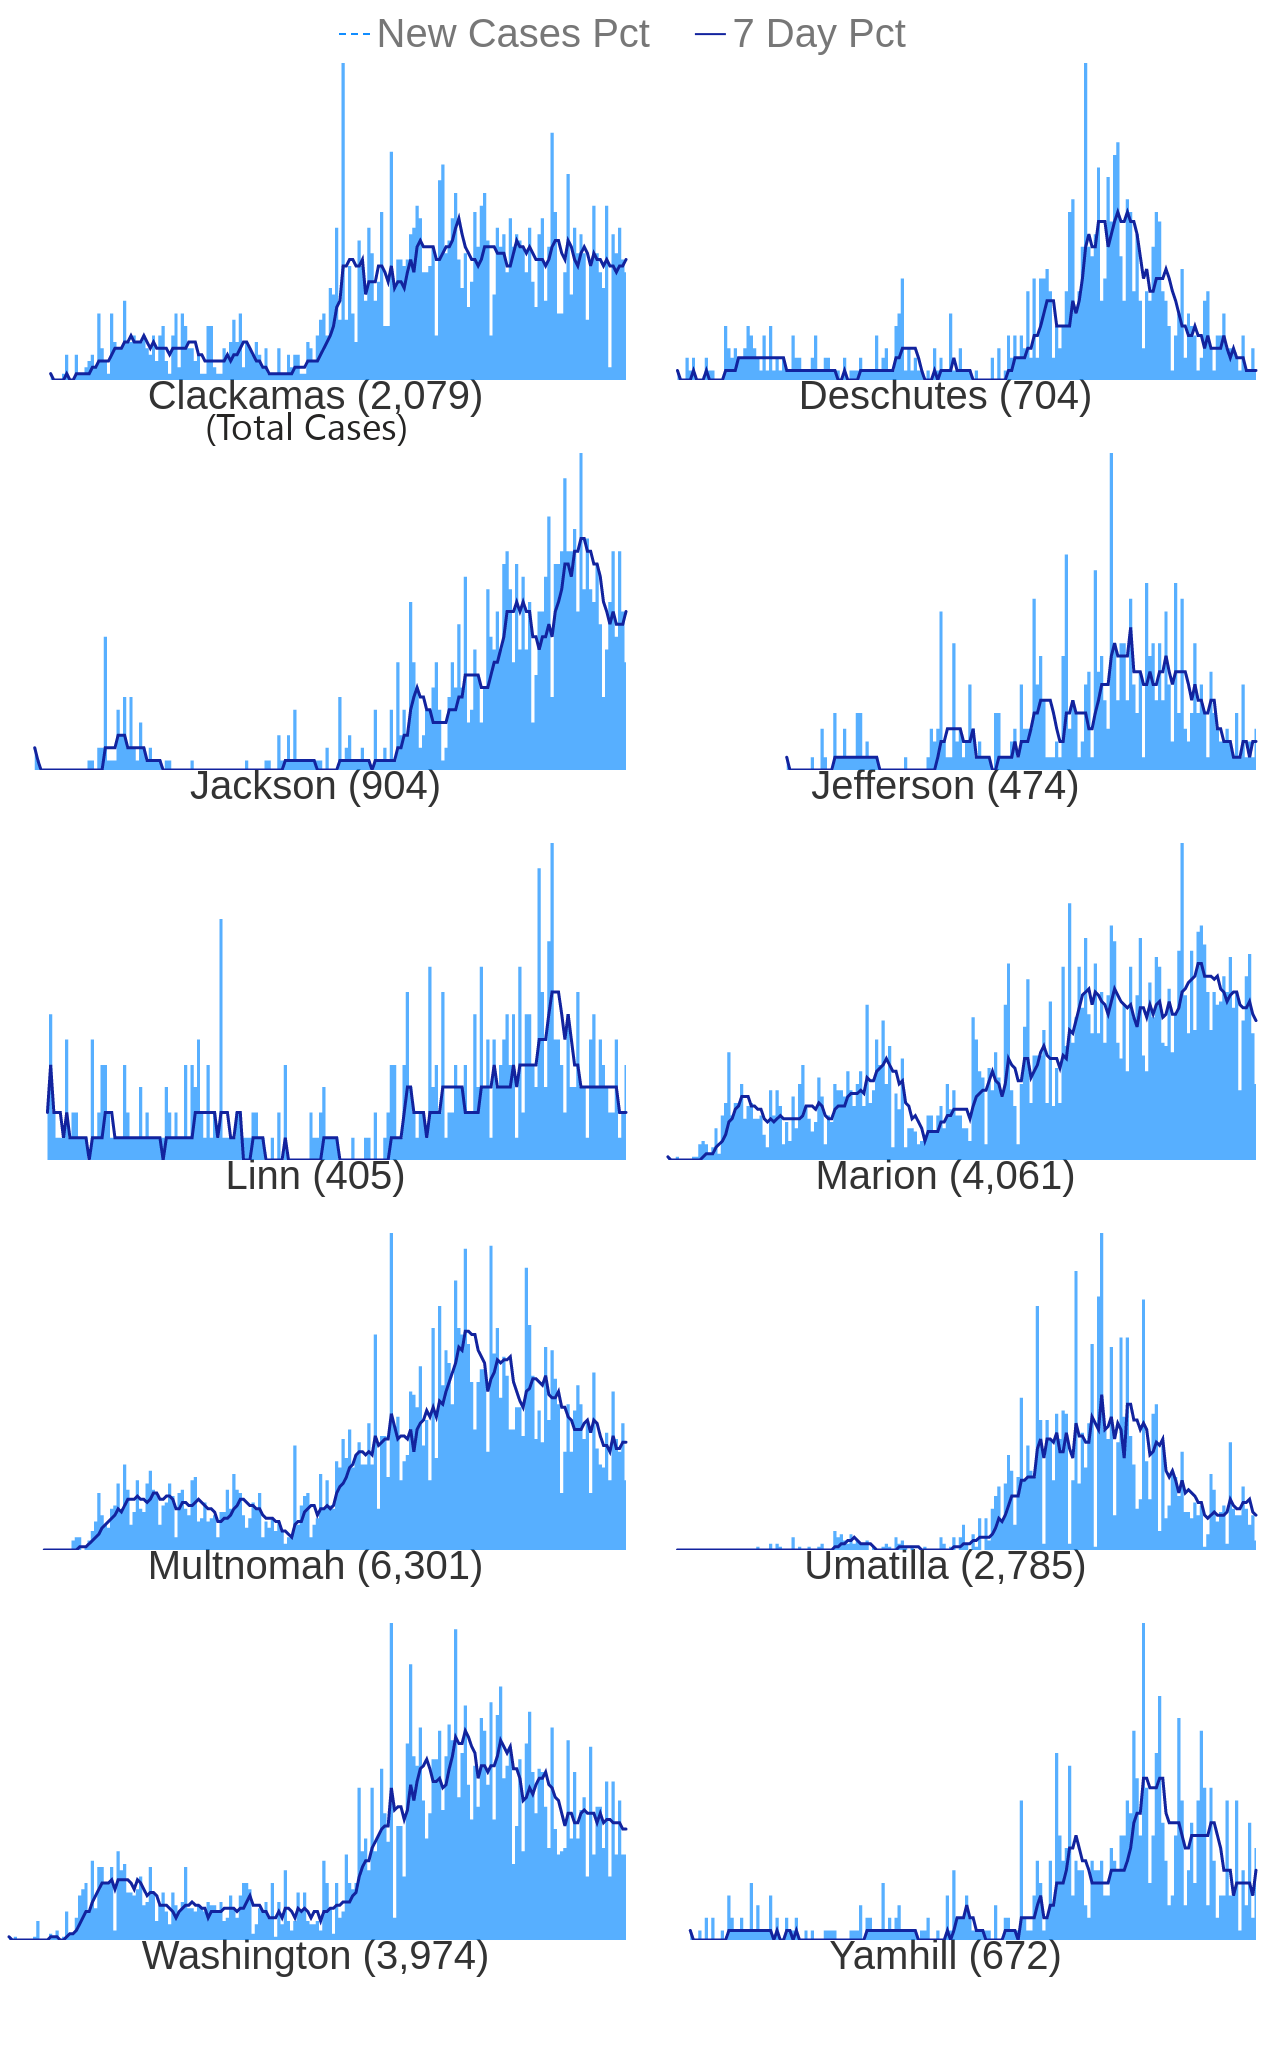 New Cases Pct 7 Day Pct
Clackamas (2,079) Deschutes (704)
(Total Cases)
Jackson (904) Jefferson (474)
Linn (405) Marion (4,061)
Multnomah (6,301) Umatilla (2,785)
Washington (3,974) Yamhill (672)